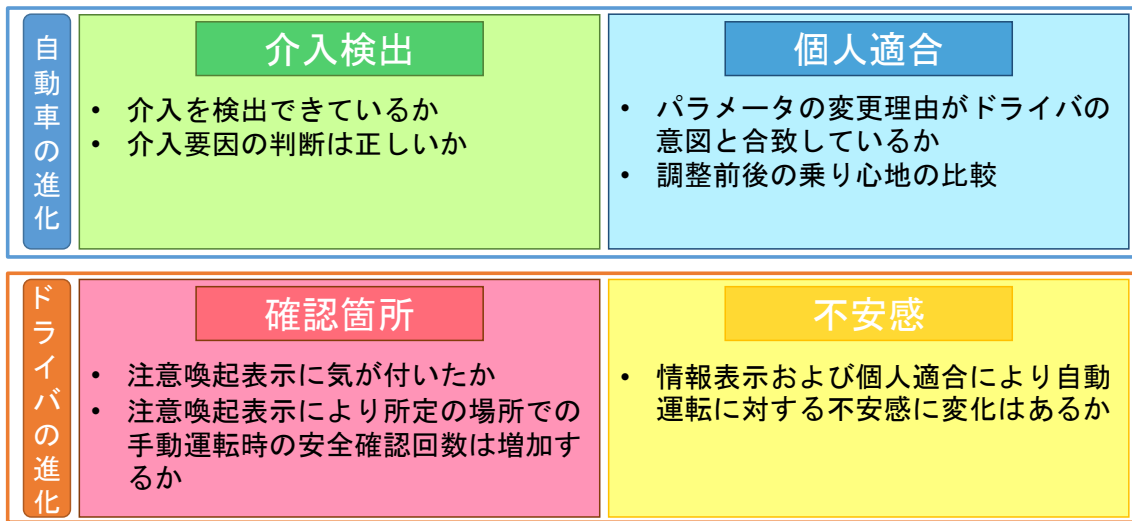 自動車の進化
介入検出
• 介入を検出できているか
• 介入要因の判断は正しいか
個人適合
• パラメータの変更理由がドライバの
意図と合致しているか
• 調整前後の乗り心地の比較
ドライバの進化
確認箇所
• 注意喚起表示に気が付いたか
• 注意喚起表示により所定の場所での
手動運転時の安全確認回数は増加す
るか
不安感
• 情報表示および個人適合により自動
運転に対する不安感に変化はあるか